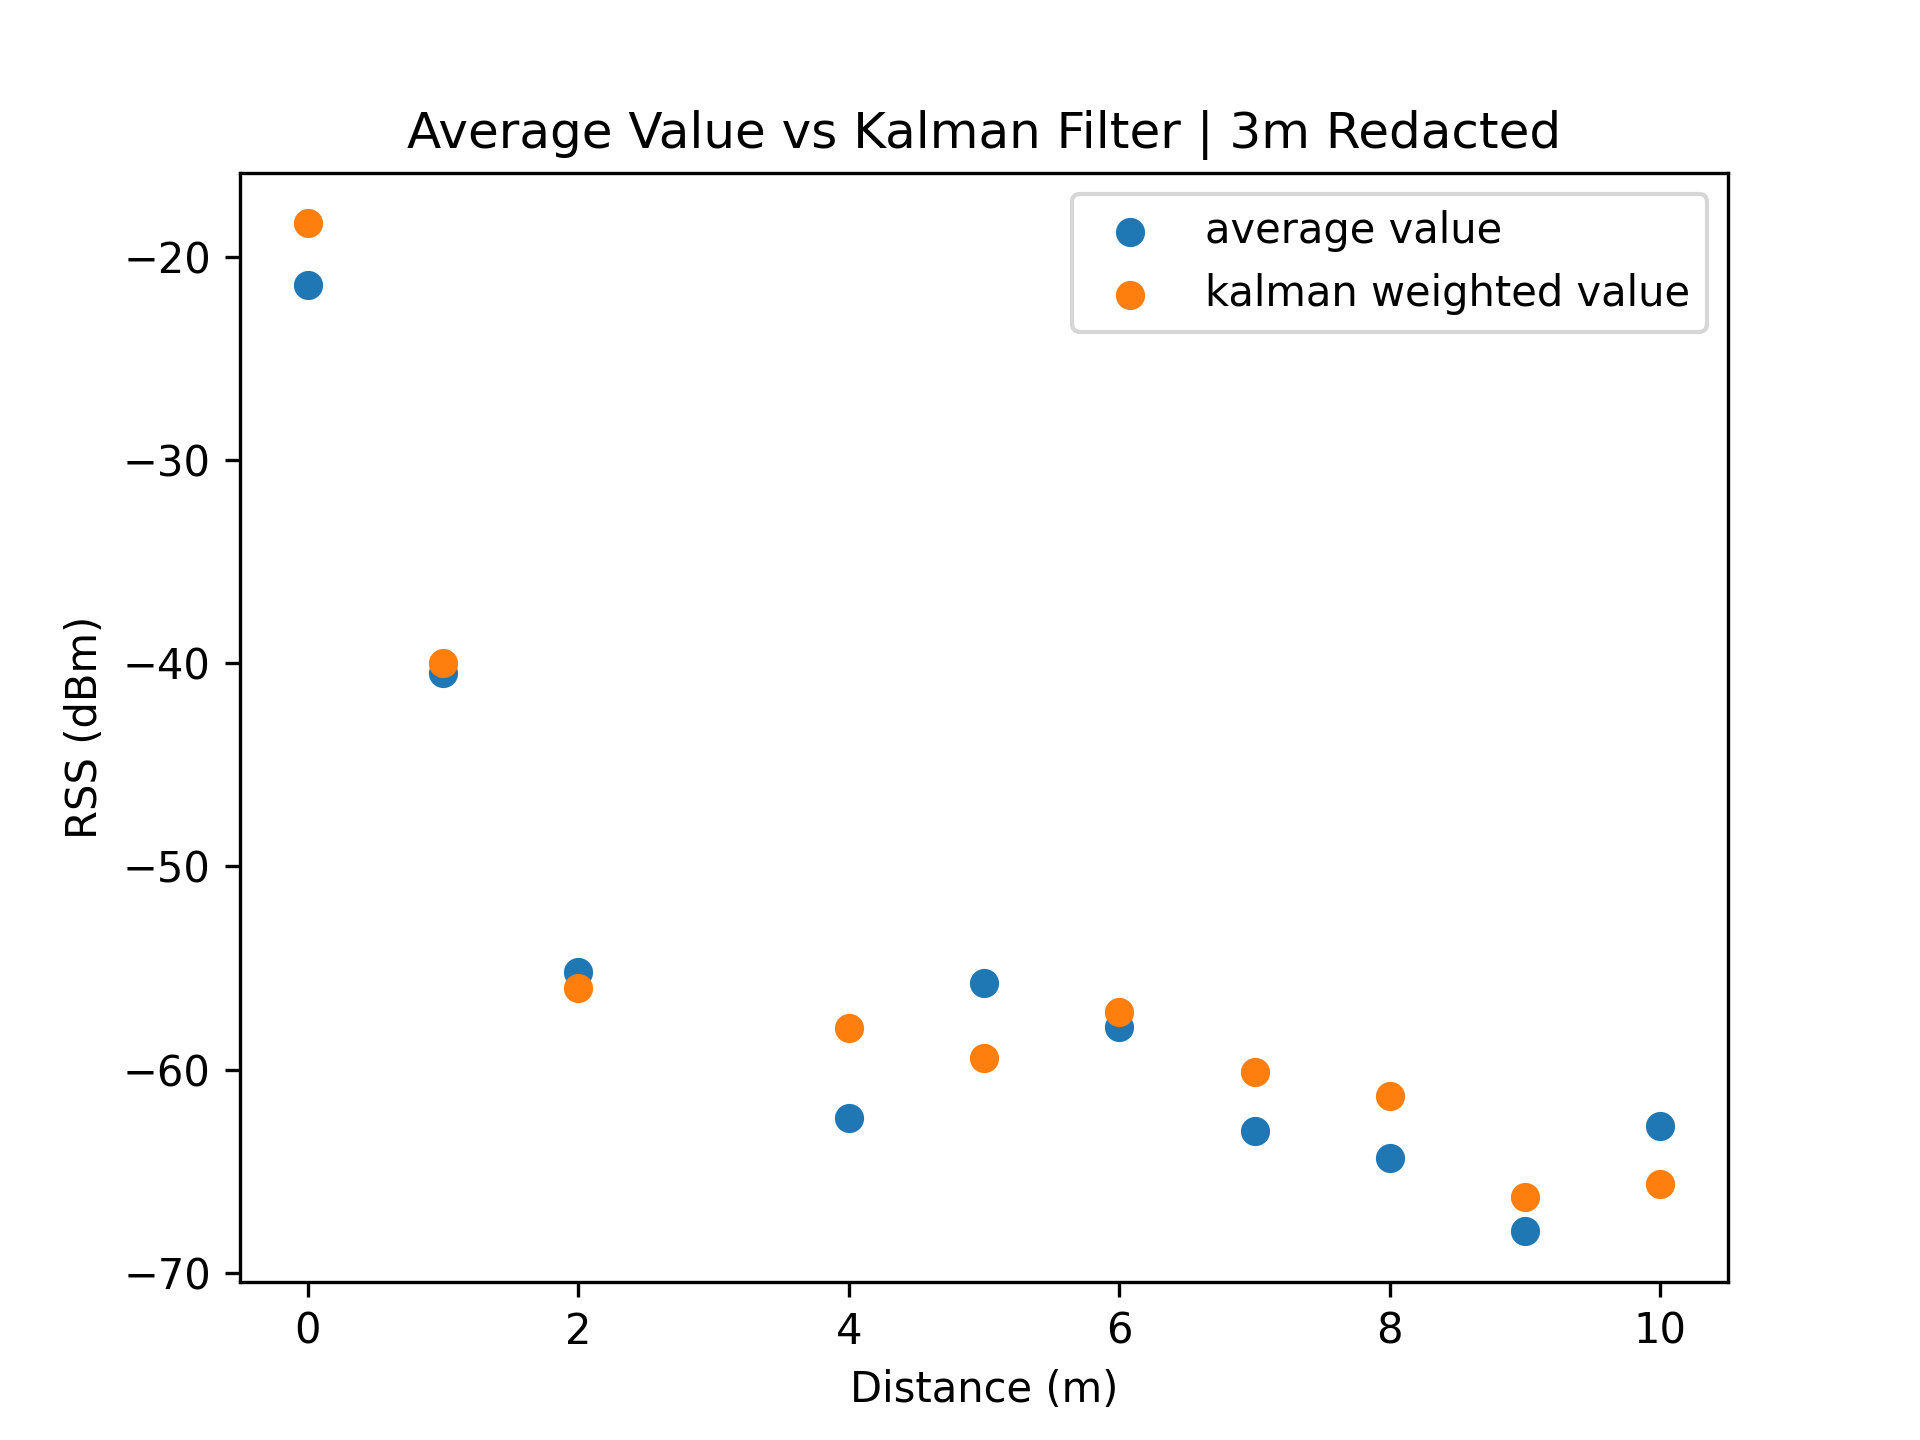 Average Value vs Kalman Filter | 3m Redacted
average value
kalman weighted value
−20
−30
−40
−50
−60
−70
RSS (dBm)
0 2 4 6 8 10
Distance (m)